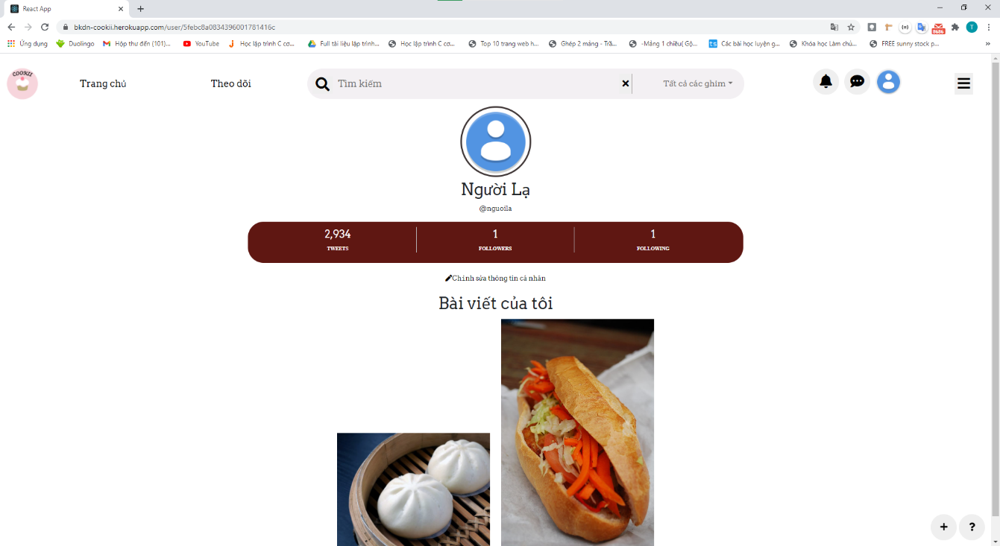 React App
bkdn-cookii.herokuapp.com/user/5febc8a0834396001781416c
9686
T
Ứng dụng
Duolingo
Hộp thư đến (101)...
YouTube
Học lập trình C cơ...
Full tài liệu lập trình...
Học lập trình C cơ...
Top 10 trang web h...
Ghép 2 mảng - Trầ...
-Mảng 1 chiều( Gộ...
ts Các bài học luyện g...
Khóa học Làm chủ...
FREE sunny stock p...
»
COOKII
Trang chủ
Theo dõi
Tìm kiếm
Tất cả các ghim
Người Lạ
@nguoila
2,934
1
1
TWEETS
FOLLOWERS
FOLLOWING
Chỉnh sửa thông tin cá nhân
Bài viết của tôi
+
?